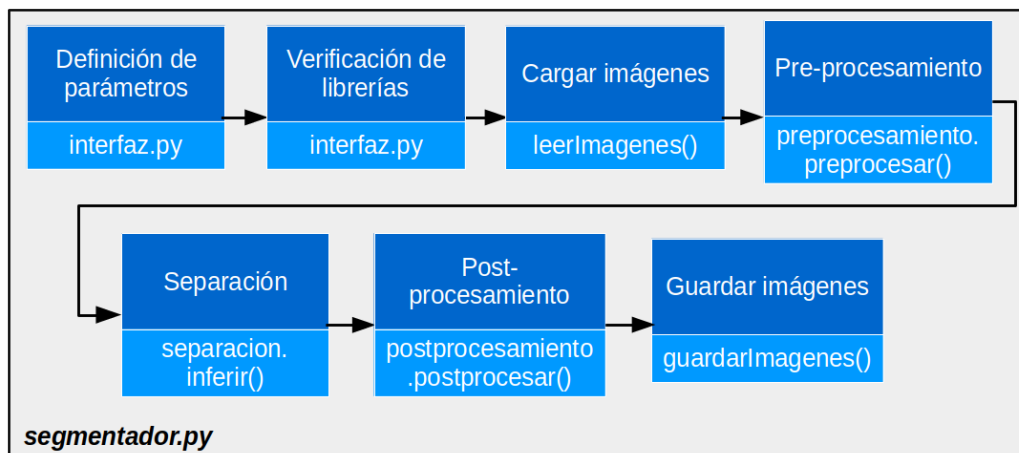 Definición de
parámetros
interfaz.py
Verificación de
librerías
interfaz.py
Cargar imágenes
leerImagenes()
Pre-procesamiento
preprocesamiento.
preprocesar()
Separación
separacion.
inferir()
Post-
procesamiento
postprocesamiento
.postprocesar()
Guardar imágenes
guardarImagenes()
segmentador.py